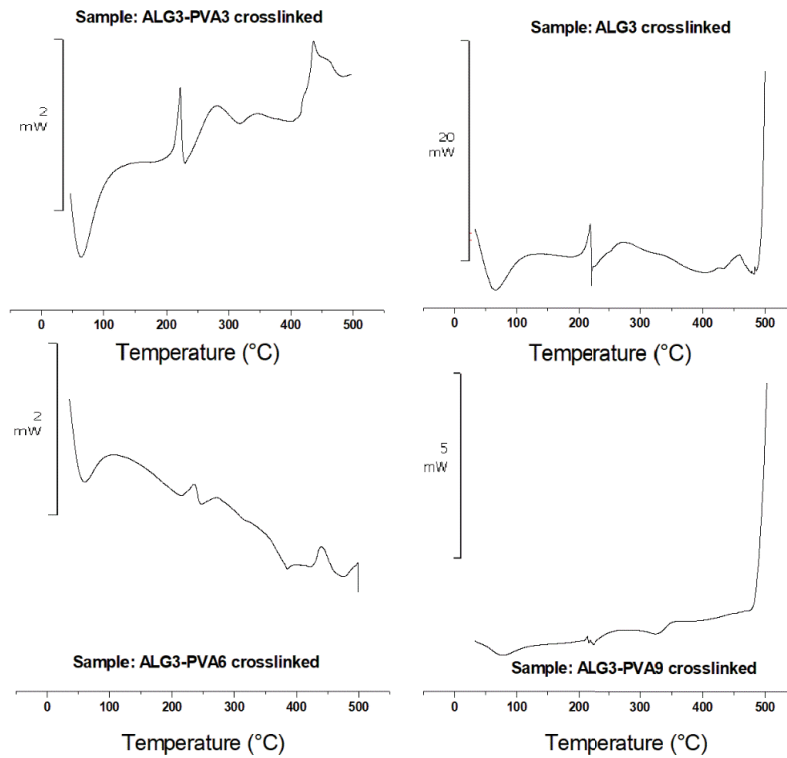 Sample: ALG3-PVA3 crosslinked
2
mW
0 100 200 300 400 500
Temperature (°C)
Sample: ALG3 crosslinked
20
mW
0 100 200 300 400 500
Temperature (°C)
2
mW
Sample: ALG3-PVA6 crosslinked
0 100 200 300 400 500
Temperature (°C)
5
mW
Sample: ALG3-PVA9 crosslinked
0 100 200 300 400 500
Temperature (°C)